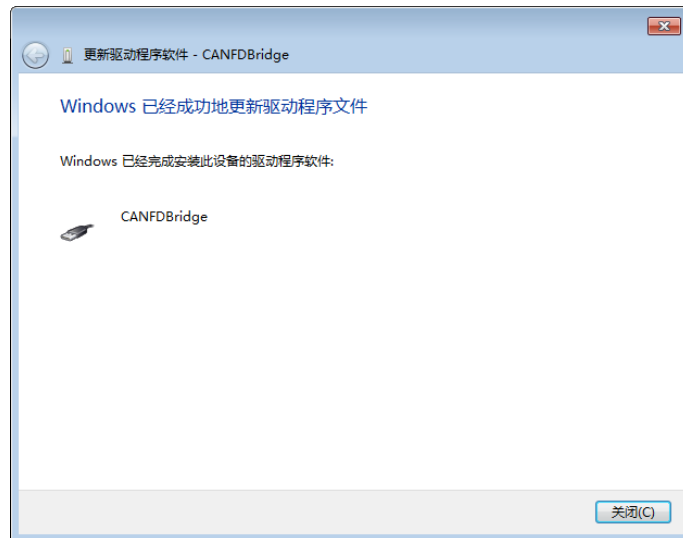 更新驱动程序软件 - CANFDBridge
Windows 已经成功地更新驱动程序文件
Windows 已经完成安装此设备的驱动程序软件:
CANFDBridge
关闭(C)